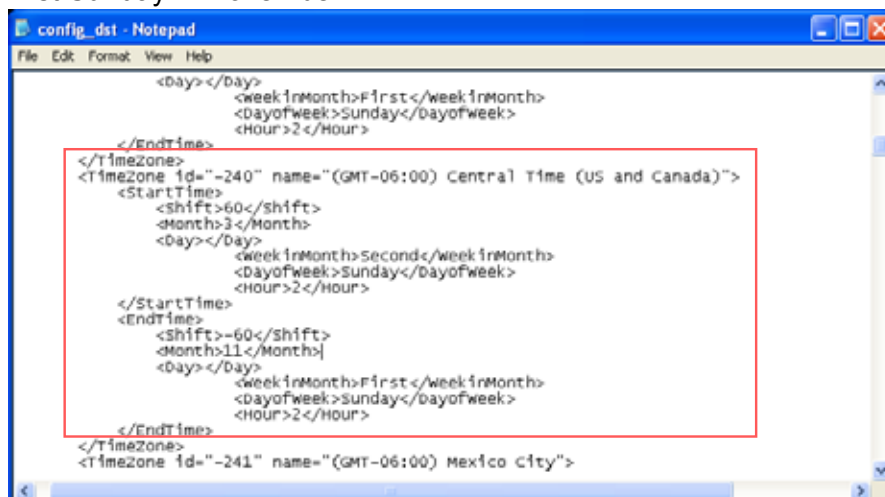 config_dst - Notepad
File Edit Format View Help
<Day></Day>
<WeekinMonth>First</WeekinMonth>
<DayofWeek>Sunday</DayofWeek>
<Hour>2</Hour>
</EndTime>
</TimeZone>
<TimeZone id="-240" name="(GMT-06:00) Central Time (US and Canada)">
<StartTime>
<Shift>60</Shift>
<Month>3</Month>
<Day></Day>
<WeekinMonth>Second</WeekinMonth>
<DayofWeek>Sunday</DayofWeek>
<Hour>2</Hour>
</StartTime>
<EndTime>
<Shift>-60</Shift>
<Month>11</Month>
<Day></Day>
<WeekinMonth>First</WeekinMonth>
<DayofWeek>Sunday</DayofWeek>
<Hour>2</Hour>
</EndTime>
</TimeZone>
<TimeZone id="-241" name="(GMT-06:00) Mexico City">